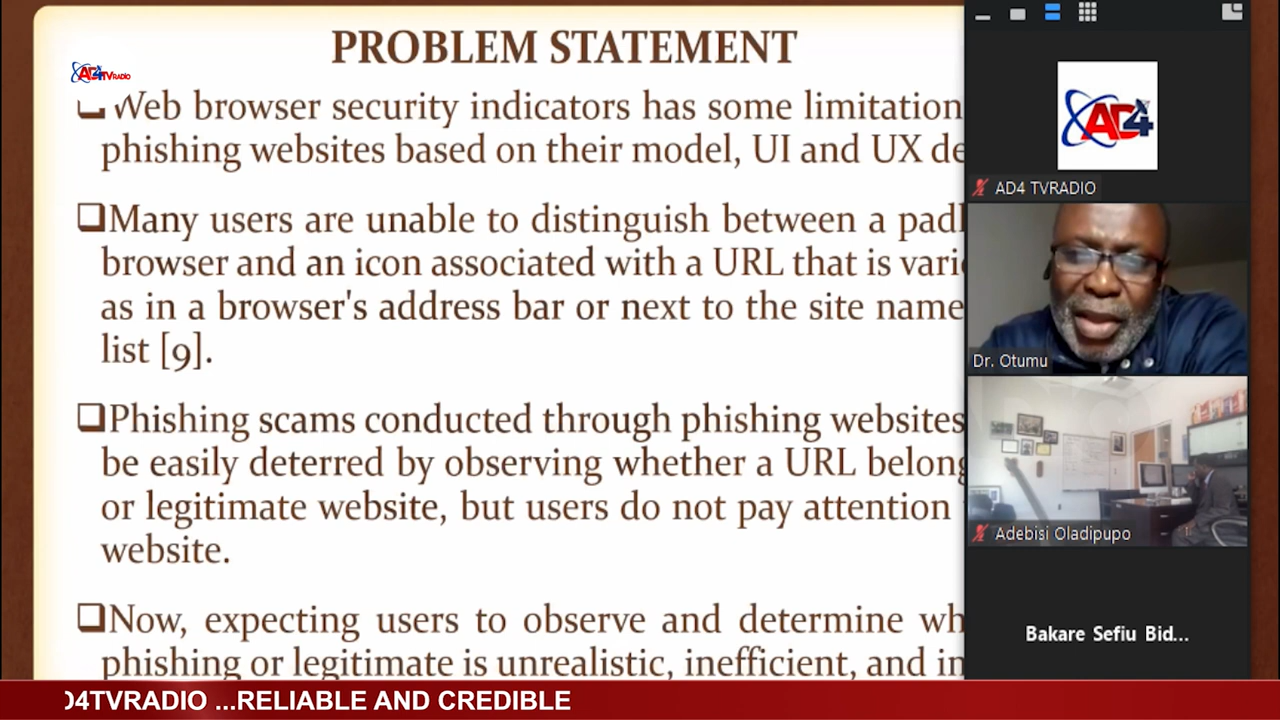 PROBLEM STATEMENT
AD4 TV RADIO
Web browser security indicators has some limitation
phishing websites based on their model, UI and UX de
Many users are unable to distinguish between a padl
browser and an icon associated with a URL that is vari
as in a browser's address bar or next to the site name
list [9].
Phishing scams conducted through phishing websites
be easily deterred by observing whether a URL belong
or legitimate website, but users do not pay attention
website.
Now, expecting users to observe and determine wh
phishing or legitimate is unrealistic, inefficient, and in
AD4
AD4 TVRADIO
Dr. Otumu
Adebisi Oladipupo
Bakare Sefiu Bid...
D4TVRADIO ...RELIABLE AND CREDIBLE